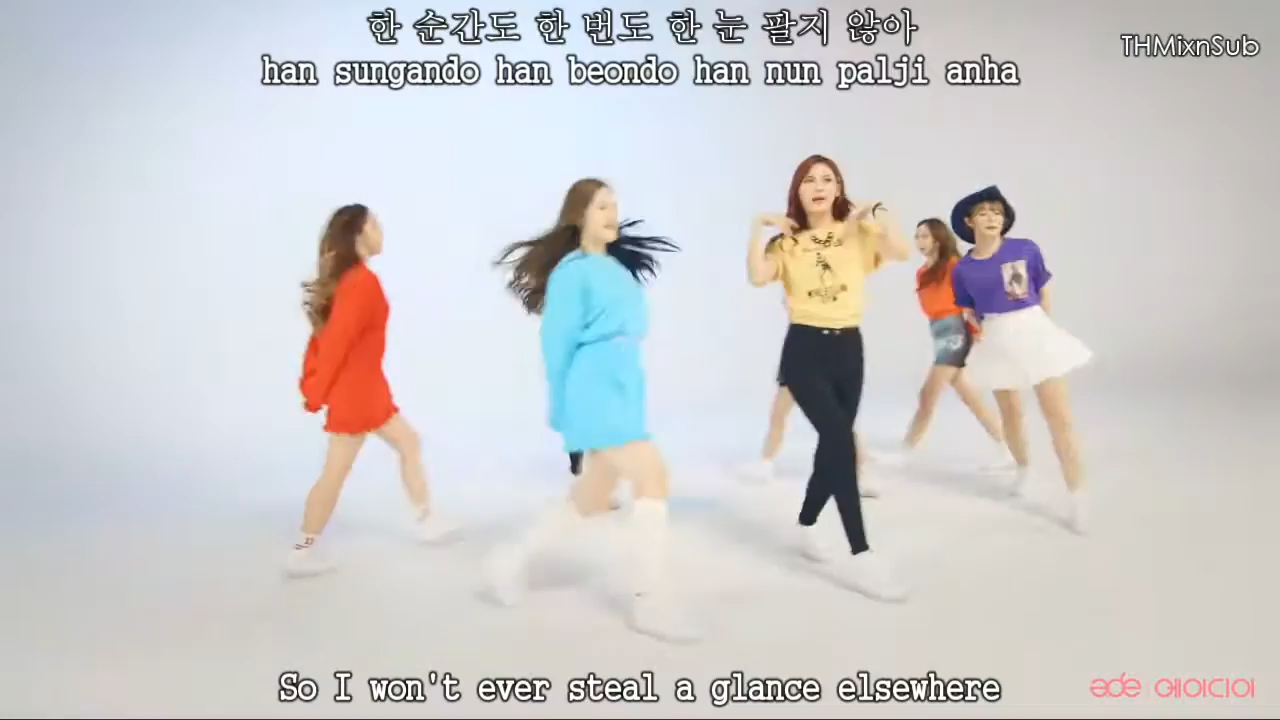 한 순간도 한 번도 한 눈 팔지 않아
THMixnSub
han sungando han beondo han nun palji anha
So I won't ever steal a glance elsewhere
ade 에이디이